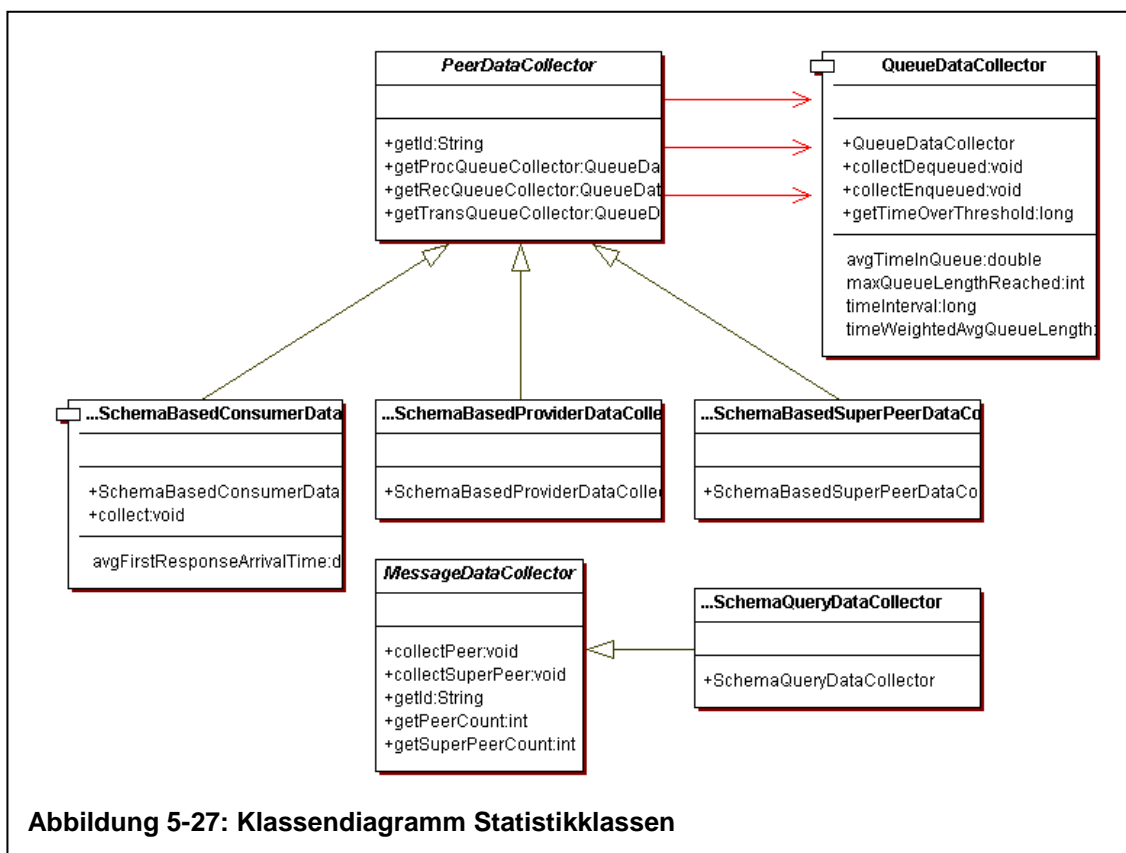 PeerDataCollector
+getId:String
+getProcQueueCollector:QueueDa
+getRecQueueCollector:QueueDat
+getTransQueueCollector:QueueD
QueueDataCollector
+QueueDataCollector
+collectDequeued:void
+collectEnqueued:void
+getTimeOverThreshold:long
avgTimeInQueue:double
maxQueueLengthReached:int
timeInterval:long
timeWeightedAvgQueueLength:
...SchemaBasedConsumerData
+SchemaBasedConsumerData
+collect:void
avgFirstResponseArrivalTime:d
...SchemaBasedProviderDataColle
+SchemaBasedProviderDataCollec
...SchemaBasedSuperPeerDataCo
+SchemaBasedSuperPeerDataCo
MessageDataCollector
+collectPeer:void
+collectSuperPeer:void
+getId:String
+getPeerCount:int
+getSuperPeerCount:int
...SchemaQueryDataCollector
+SchemaQueryDataCollector
Abbildung 5-27: Klassendiagramm Statistikklassen